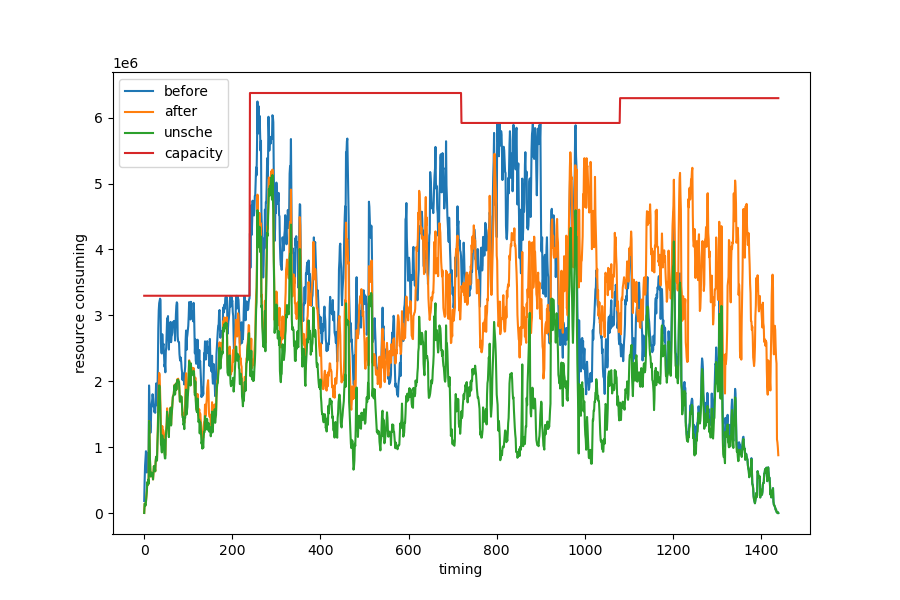 1e6
before
after
unsche
capacity
6
5
4
3
2
1
0
resource consuming
0 200 400 600 800 1000 1200 1400
timing